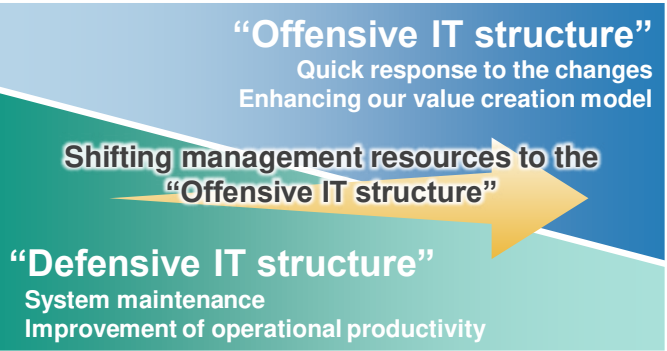 “Offensive IT structure”
Quick response to the changes
Enhancing our value creation model
Shifting management resources to the
“Offensive IT structure”
“Defensive IT structure”
System maintenance
Improvement of operational productivity